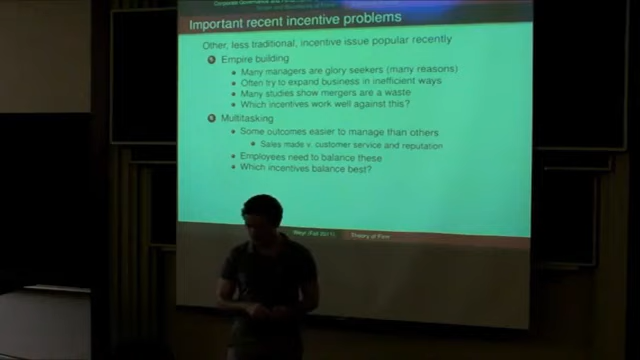 Important recent incentive problems
Other, less traditional, incentive issue popular recently
Empire building
Many managers are glory seekers (many reasons)
Often try to expand business in inefficient ways
Many studies show mergers are a waste
Which incentives work well against this?
Multitasking
Some outcomes easier to manage than others
Sales made v. customer service and reputation
Employees need to balance these
Which incentives balance best?
Theory of Firm